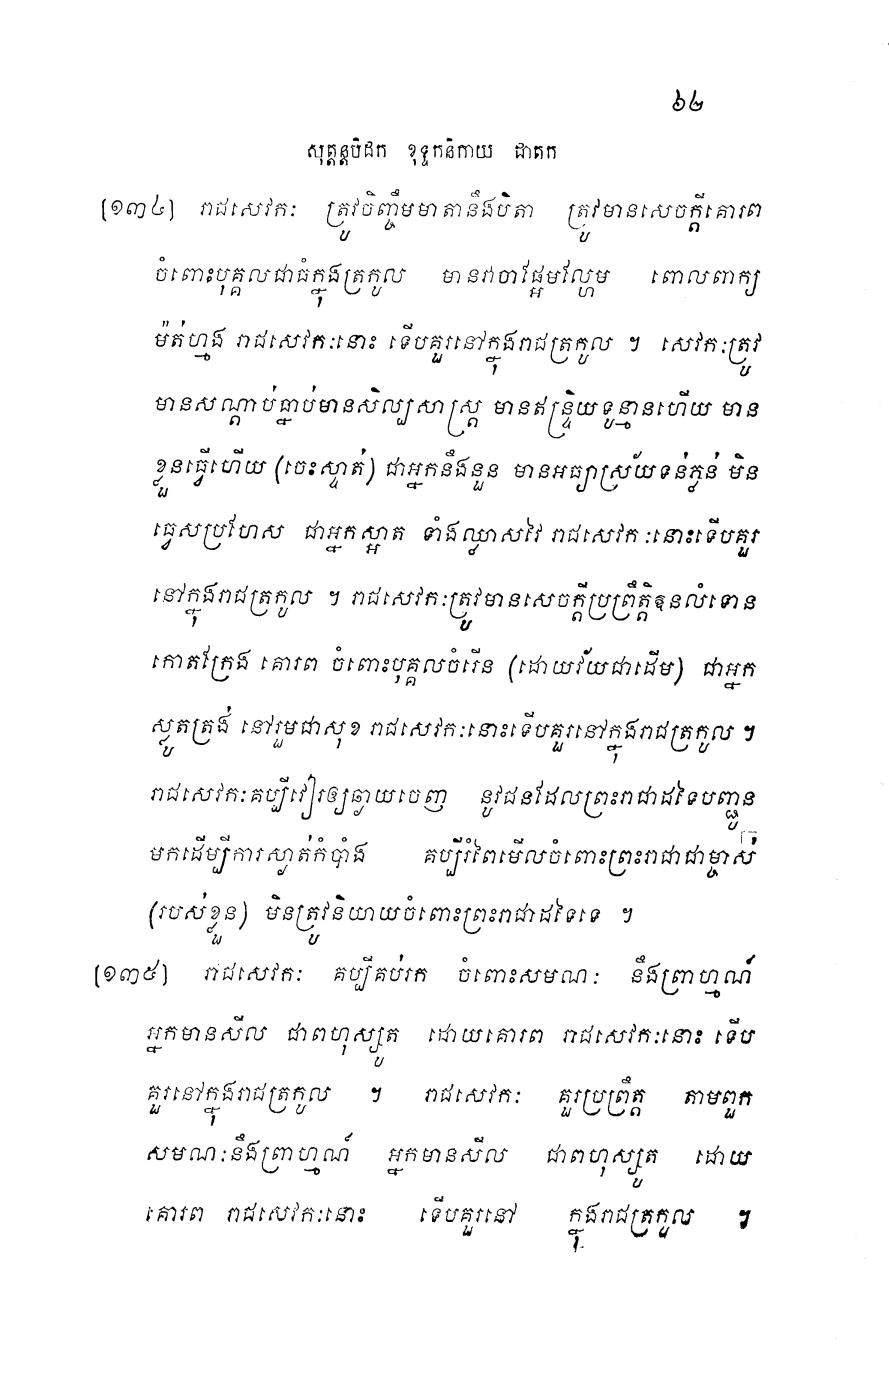 ៦២
សុត្តន្តបិដក ខុទ្ទកនិកាយ ជាតក
[១៣៤] រាជសេវកៈ ត្រូវចិញ្ចឹមមាតានឹងបិតា ត្រូវមានសេចក្តីគោរព
ចំពោះបុគ្គលជាធំក្នុងត្រកូល មានវាចាផ្អែមល្ហែម ពោលពាក្យ
ម៉ត់ហ្មង រាជសេវកៈនោះ ទើបគួរនៅក្នុងរាជត្រកូល ។ សេវកៈត្រូវ
មានសណ្តាប់ធ្នាប់មានសិល្បសាស្ត្រ មានឥន្ទ្រិយទូន្មានហើយ មាន
ខ្លួនធ្វើហើយ (ចេះស្ទាត់) ជាអ្នកនឹងនួន មានអធ្យាស្រ័យទន់ភ្លន់ មិន
ធ្វេសប្រហែស ជាអ្នកស្អាត ទាំងឈ្លាសវៃ រាជសេវកៈនោះទើបគួរ
នៅក្នុងរាជត្រកូល ។ រាជសេវកៈត្រូវមានសេចក្តីប្រព្រឹត្តិឱនលំទោន
កោតក្រែង គោរព ចំពោះបុគ្គលចំរើន (ដោយវ័យជាដើម) ជាអ្នក
ស្លូតត្រង់ នៅរួមជាសុខ រាជសេវកៈនោះទើបគួរនៅក្នុងរាជត្រកូល ។
រាជសេវកៈគប្បីវៀរឲ្យឆ្ងាយចេញ នូវជនដែលព្រះរាជាដទៃបញ្ជូន
មកដើម្បីការស្ងាត់កំបាំង គប្បីរំពៃមើលចំពោះព្រះរាជាជាម្ចាស់
(របស់ខ្លួន) មិនត្រូវនិយាយចំពោះព្រះរាជាដទៃទេ ។
[១៣៥] រាជសេវកៈ គប្បីគប់រក ចំពោះសមណៈ នឹងព្រាហ្មណ៍
អ្នកមានសីល ជាពហុស្សូត ដោយគោរព រាជសេវកៈនោះ ទើប
គួរនៅក្នុងរាជត្រកូល ។ រាជសេវកៈ គួរប្រព្រឹត្ត តាមពួក
សមណៈនឹងព្រាហ្មណ៍ អ្នកមានសីល ជាពហុស្សូត ដោយ
គោរព រាជសេវកៈនោះ ទើបគួរនៅ ក្នុងរាជត្រកូល ។